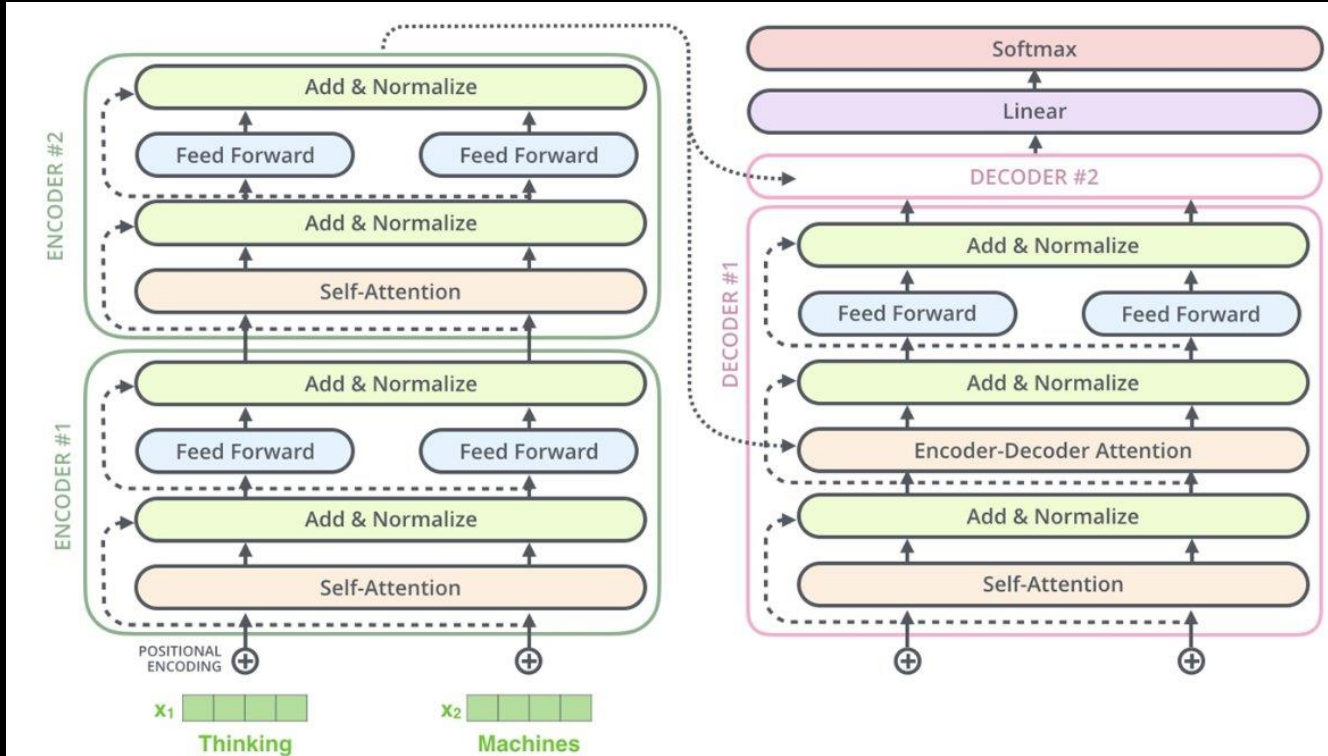 ENCODER #2
Add & Normalize
Feed Forward
Feed Forward
Add & Normalize
Self-Attention
ENCODER #1
Add & Normalize
Feed Forward
Feed Forward
Add & Normalize
Self-Attention
POSITIONAL
ENCODING
x₁
x₂
Thinking
Machines
Softmax
Linear
DECODER #2
DECODER #1
Add & Normalize
Feed Forward
Feed Forward
Add & Normalize
Encoder-Decoder Attention
Add & Normalize
Self-Attention